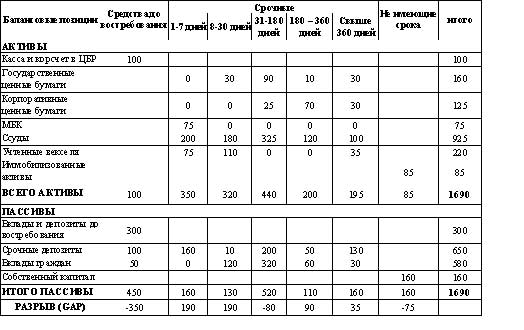 Балансовые позиции Средства до востребования Срочные Не имеющие срока итого
1-7 дней 8-30 дней 31-180 дней 180 – 360 дней Свыше 360 дней
АКТИВЫ
Касса и корсчет в ЦБР 100 100
Государственные ценные бумаги 0 30 90 10 30 160
Корпоративные ценные бумаги 0 0 25 70 30 125
МБК 75 0 0 0 0 75
Ссуды 200 180 325 120 100 925
Учтенные векселя 75 110 0 0 35 220
Иммобилизованные активы 85 85
ВСЕГО АКТИВЫ 100 350 320 440 200 195 85 1690
ПАССИВЫ
Вклады и депозиты до востребования 300 300
Срочные депозиты 100 160 10 200 50 130 650
Вклады граждан 50 0 120 320 60 30 580
Собственный капитал 160 160
ИТОГО ПАССИВЫ 450 160 130 520 110 160 160 1690
РАЗРЫВ (GAP) -350 190 190 -80 90 35 -75